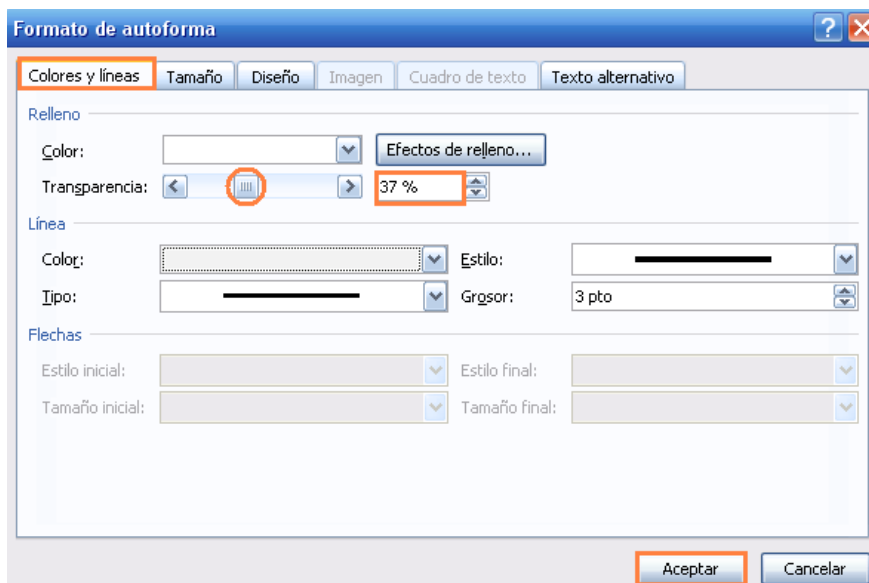 Formato de autoforma
Colores y líneas Tamaño Diseño Imagen Cuadro de texto Texto alternativo
Relleno
Color: Efectos de relleno...
Transparencia: 37 %
Línea
Color: Estilo:
Tipo: Grosor: 3 pto
Flechas
Estilo inicial: Estilo final:
Tamaño inicial: Tamaño final:
Aceptar Cancelar